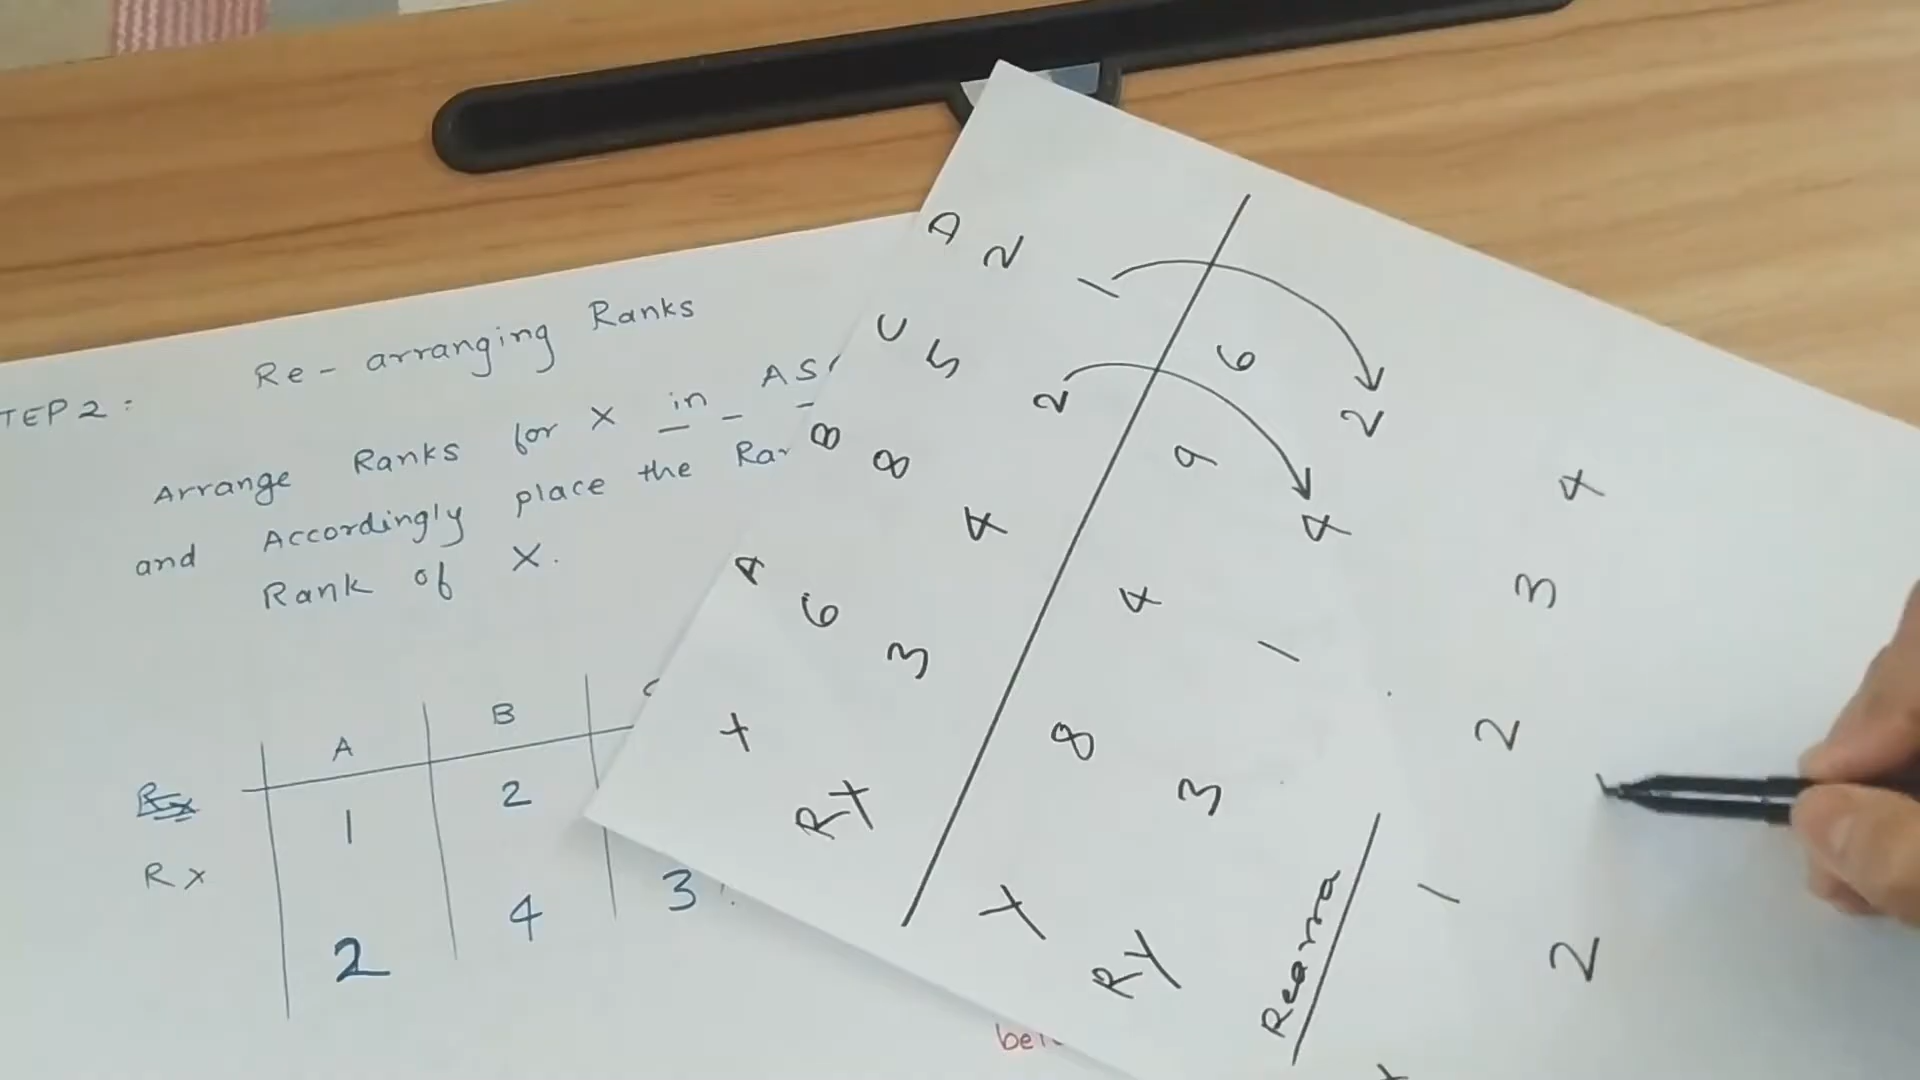 TEP 2 : Re-arranging Ranks
Arrange Ranks for X in AS
and Accordingly place the Ra
Rank of X.
A B
1 2
Rx 2 4 3
A B C D
X 6 8 5 2
RX 3 4 2 1
Y 8 4 9 6
RY 3 1 4 2
Rearra
1 2 3 4
2